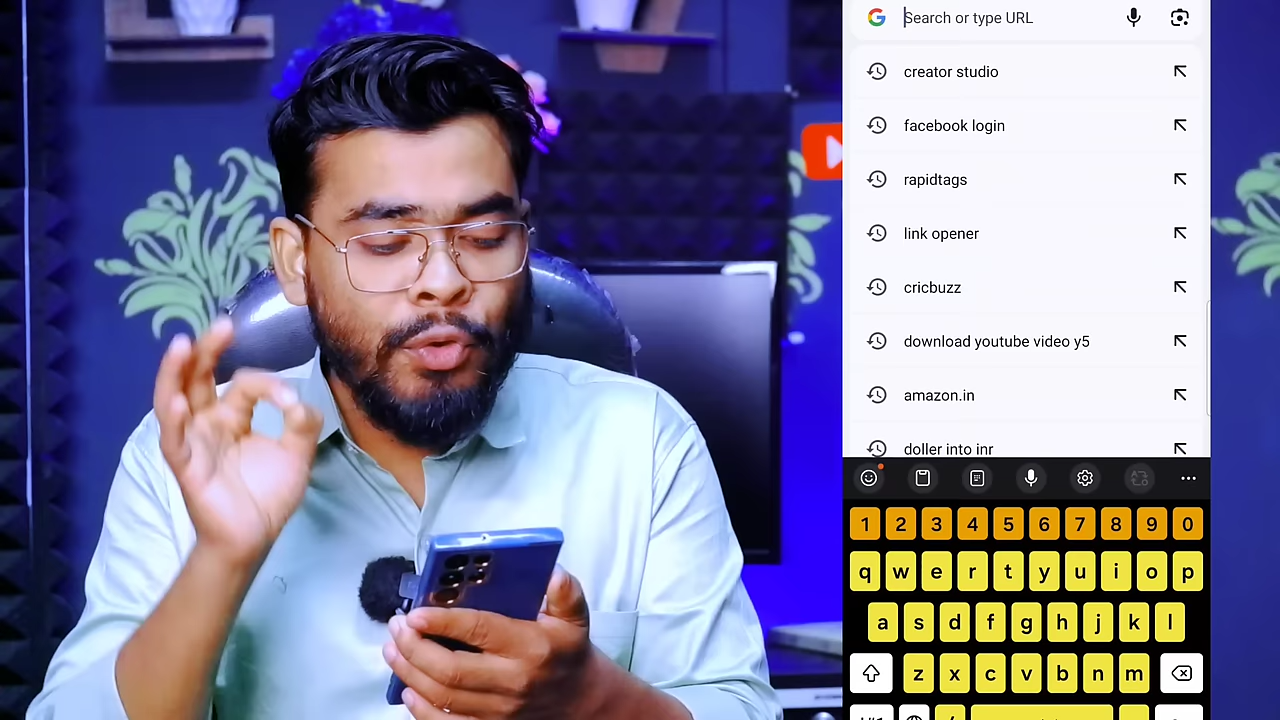 Search or type URL
creator studio
facebook login
rapidtags
link opener
cricbuzz
download youtube video y5
amazon.in
doller into inr
1 2 3 4 5 6 7 8 9 0
q w e r t y u i o p
a s d f g h j k l
z x c v b n m